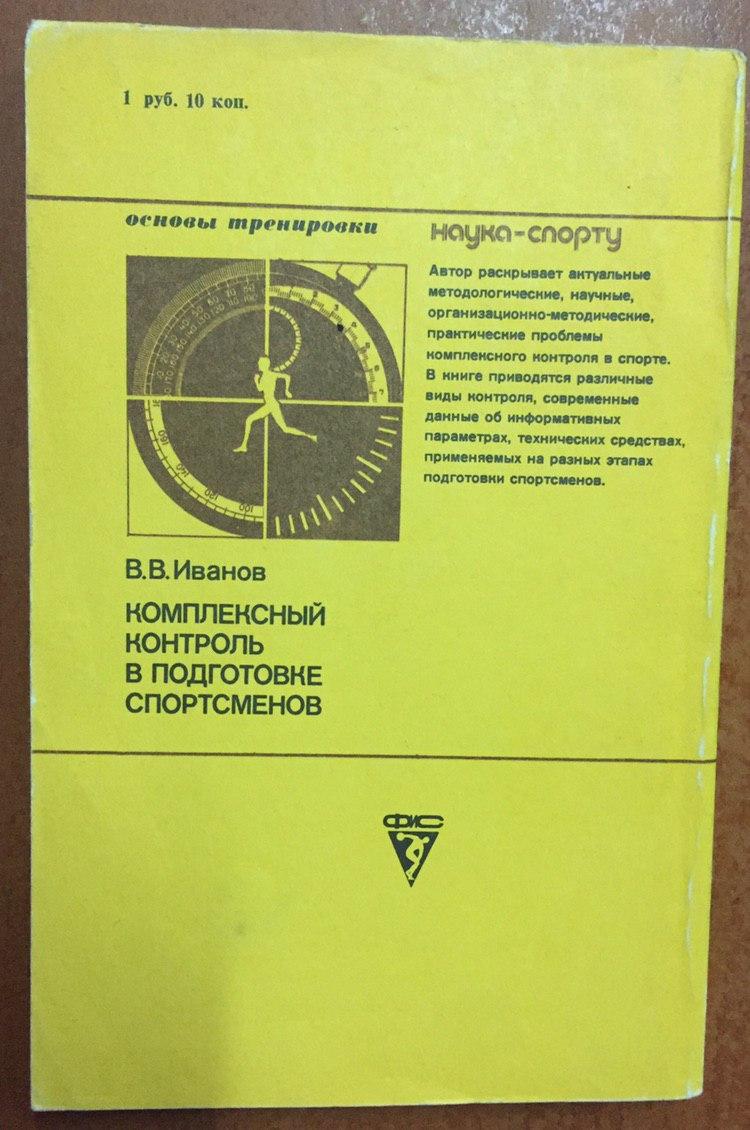 1 руб. 10 коп.
основы тренировки
наука-спорту
Автор раскрывает актуальные
методологические, научные,
организационно-методические,
практические проблемы
комплексного контроля в спорте.
В книге приводятся различные
виды контроля, современные
данные об информативных
параметрах, технических средствах,
применяемых на разных этапах
подготовки спортсменов.
В.В.Иванов
КОМПЛЕКСНЫЙ
КОНТРОЛЬ
В ПОДГОТОВКЕ
СПОРТСМЕНОВ
ФИС